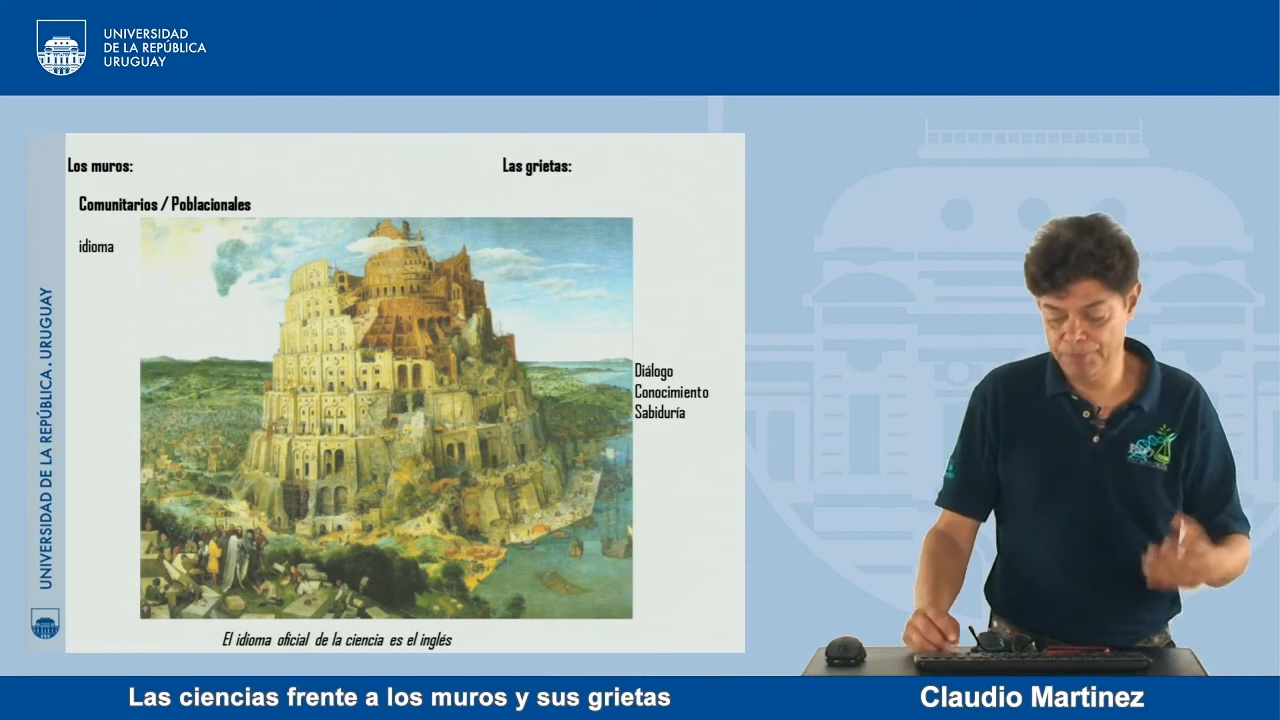 UNIVERSIDAD
DE LA REPÚBLICA
URUGUAY
Los muros:
Las grietas:
Comunitarios / Poblacionales
idioma
Diálogo
Conocimiento
Sabiduría
El idioma oficial de la ciencia es el inglés
UNIVERSIDAD DE LA REPÚBLICA . URUGUAY
Las ciencias frente a los muros y sus grietas
Claudio Martinez